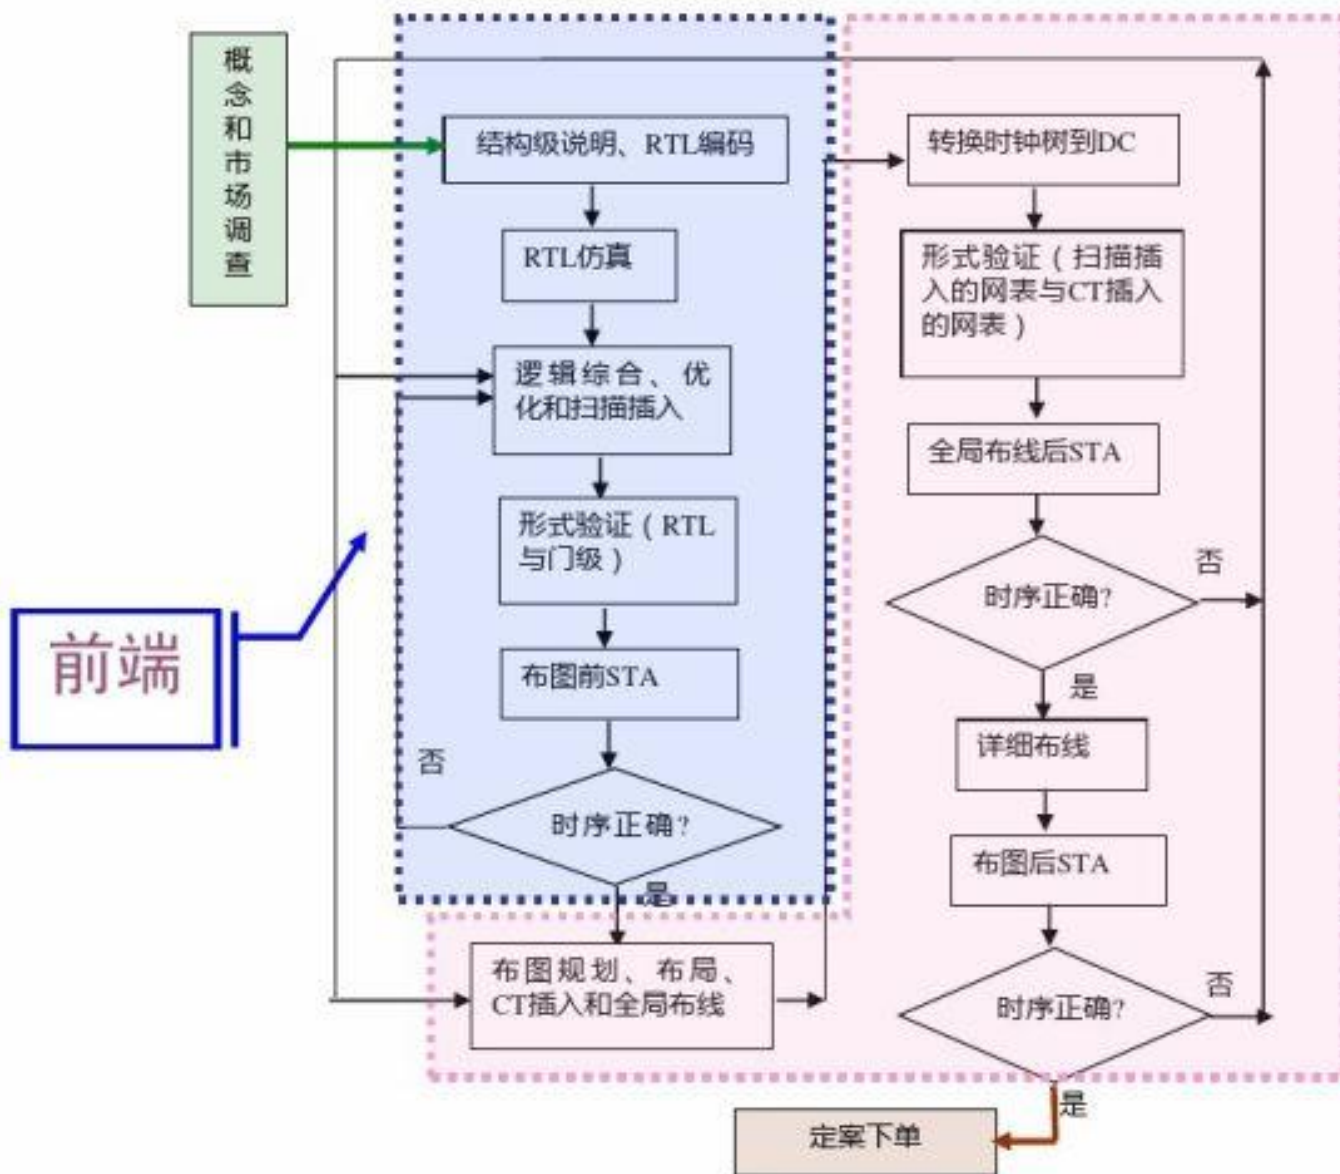 概
念
和
市
场
调
查
结构级说明、RTL编码
RTL仿真
逻辑综合、优
化和扫描插入
形式验证（RTL
与门级）
布图前STA
否
时序正确?
是
布图规划、布局、
CT插入和全局布线
前端
转换时钟树到DC
形式验证（扫描插
入的网表与CT插入
的网表）
全局布线后STA
否
时序正确?
是
详细布线
布图后STA
否
时序正确?
是
定案下单